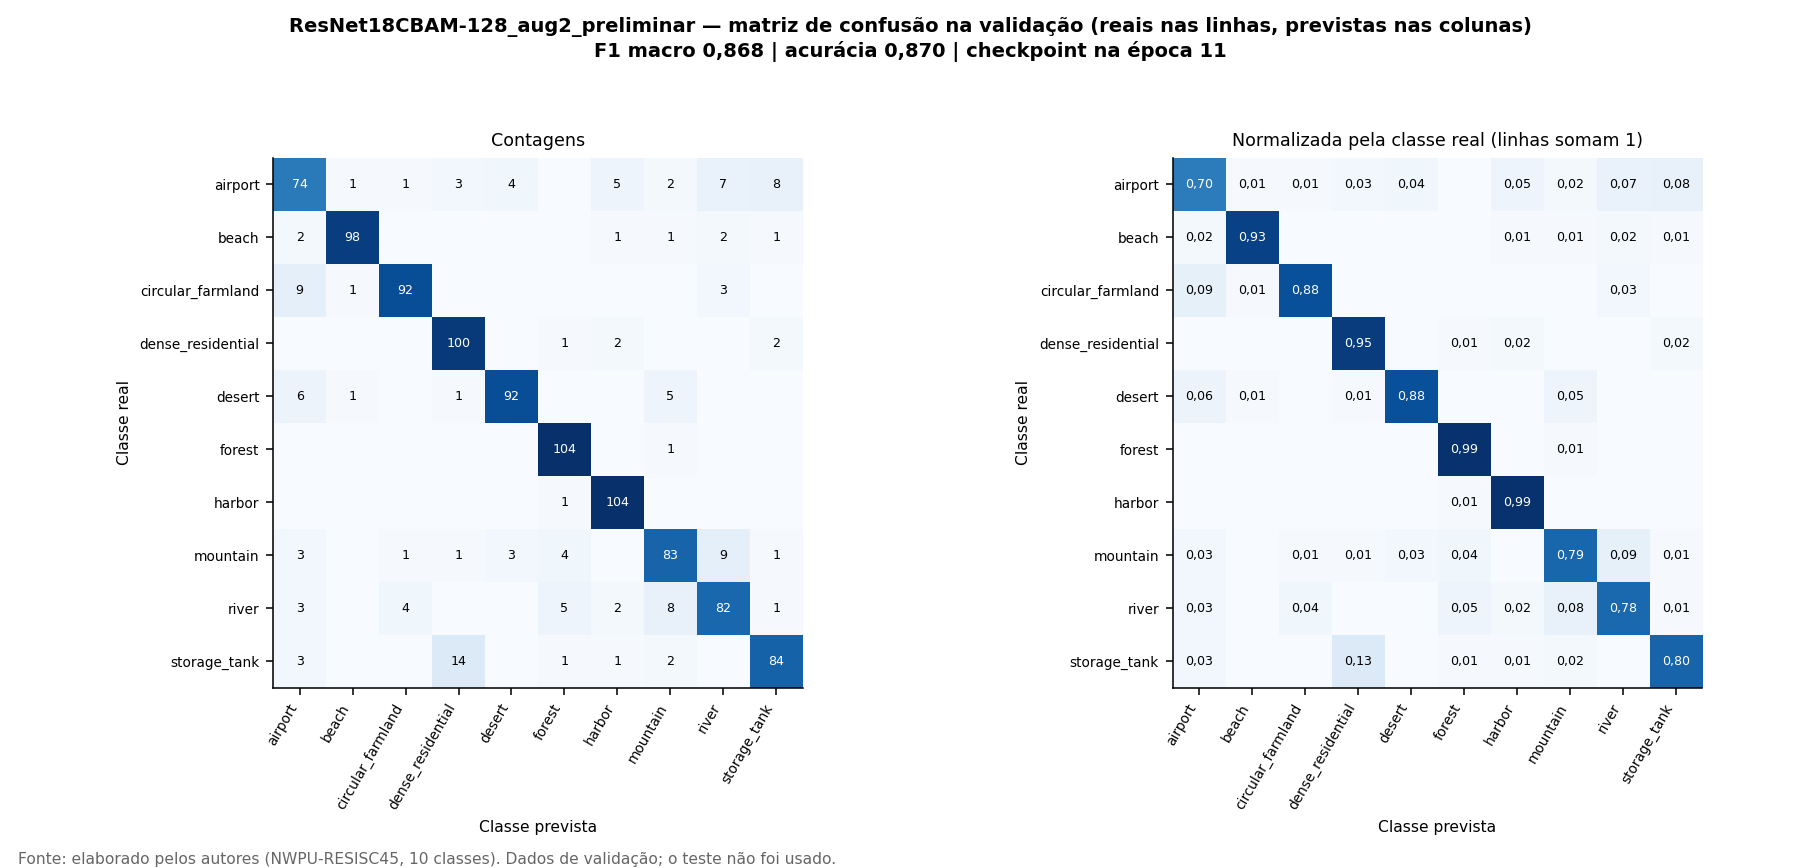 ResNet18CBAM-128_aug2_preliminar — matriz de confusão na validação (reais nas linhas, previstas nas colunas)
F1 macro 0,868 | acurácia 0,870 | checkpoint na época 11
Contagens
airport 74 1 1 3 4 5 2 7 8
beach 2 98 1 1 2 1
circular_farmland 9 1 92 3
dense_residential 100 1 2 2
desert 6 1 1 92 5
forest 104 1
harbor 1 104
mountain 3 1 1 3 4 83 9 1
river 3 4 5 2 8 82 1
storage_tank 3 14 1 1 2 84
Classe real
airport
beach
circular_farmland
dense_residential
desert
forest
harbor
mountain
river
storage_tank
Classe prevista
Normalizada pela classe real (linhas somam 1)
airport 0,70 0,01 0,01 0,03 0,04 0,05 0,02 0,07 0,08
beach 0,02 0,93 0,01 0,01 0,02 0,01
circular_farmland 0,09 0,01 0,88 0,03
dense_residential 0,95 0,01 0,02 0,02
desert 0,06 0,01 0,01 0,88 0,05
forest 0,99 0,01
harbor 0,01 0,99
mountain 0,03 0,01 0,01 0,03 0,04 0,79 0,09 0,01
river 0,03 0,04 0,05 0,02 0,08 0,78 0,01
storage_tank 0,03 0,13 0,01 0,01 0,02 0,80
Classe real
airport
beach
circular_farmland
dense_residential
desert
forest
harbor
mountain
river
storage_tank
Classe prevista
Fonte: elaborado pelos autores (NWPU-RESISC45, 10 classes). Dados de validação; o teste não foi usado.